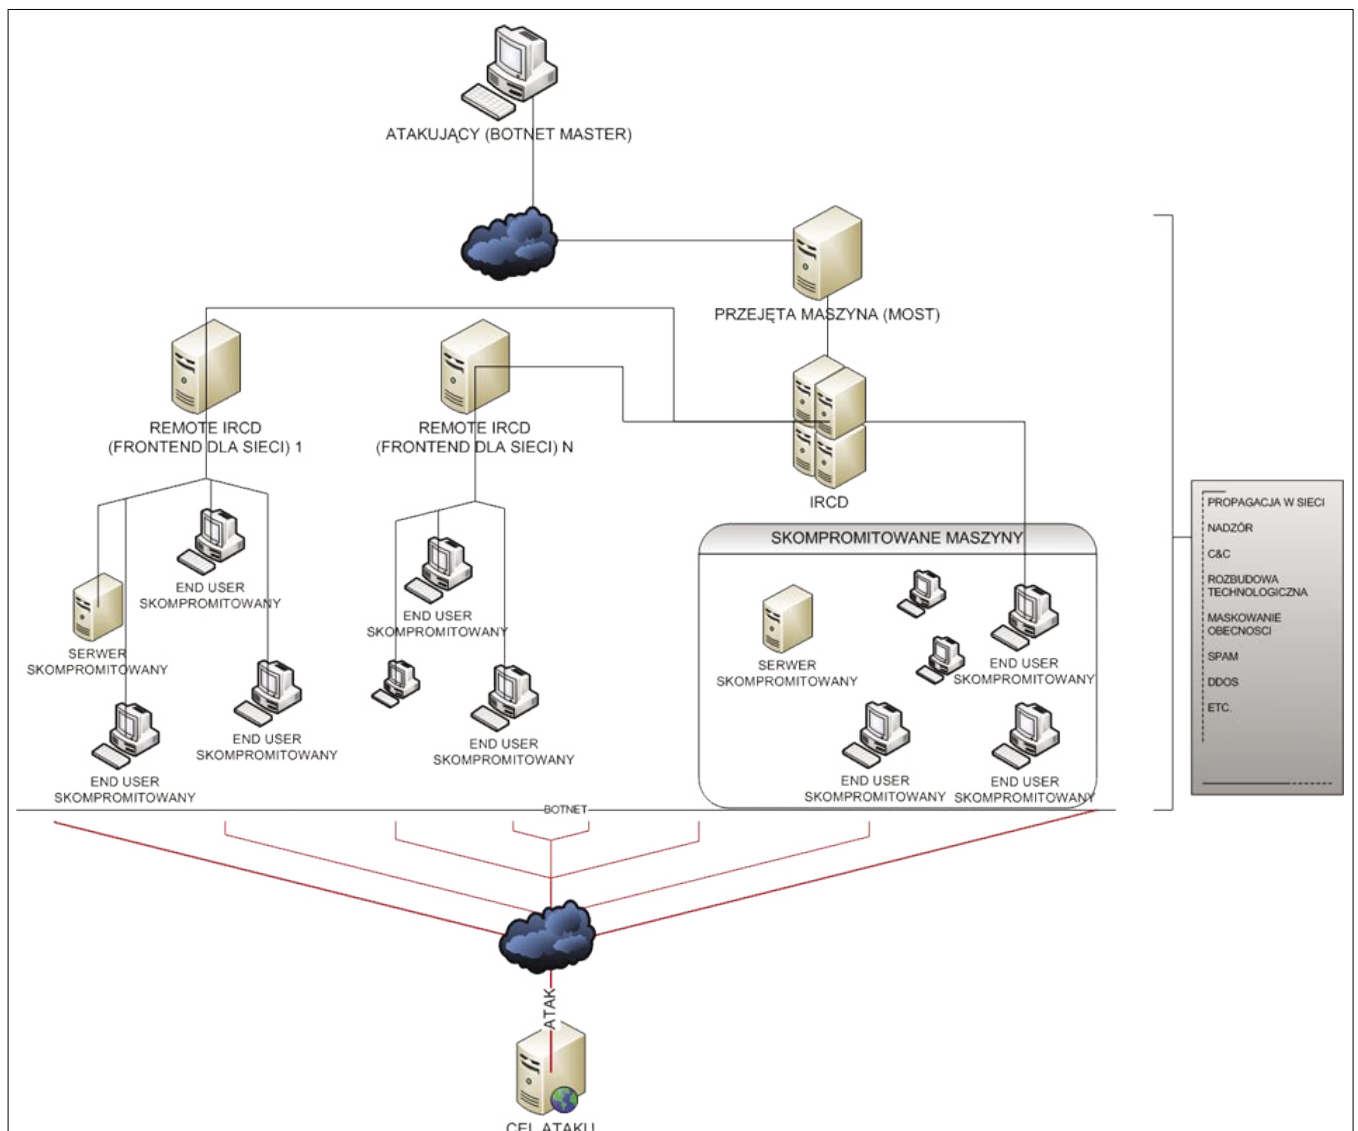 ATAKUJĄCY (BOTNET MASTER)
PRZEJĘTA MASZYNA (MOST)
REMOTE IRCD
(FRONTEND DLA SIECI) 1
REMOTE IRCD
(FRONTEND DLA SIECI) N
IRCD
SKOMPROMITOWANE MASZYNY
END USER
SKOMPROMITOWANY
SERWER
SKOMPROMITOWANY
END USER
SKOMPROMITOWANY
END USER
SKOMPROMITOWANY
END USER
SKOMPROMITOWANY
END USER
SKOMPROMITOWANY
SERWER
SKOMPROMITOWANY
END USER
SKOMPROMITOWANY
END USER
SKOMPROMITOWANY
END USER
SKOMPROMITOWANY
PROPAGACJA W SIECI
NADZÓR
C&C
ROZBUDOWA
TECHNOLOGICZNA
MASKOWANIE
OBECNOSCI
SPAM
DDOS
ETC.
BOTNET
ATAK
CEL ATAKU